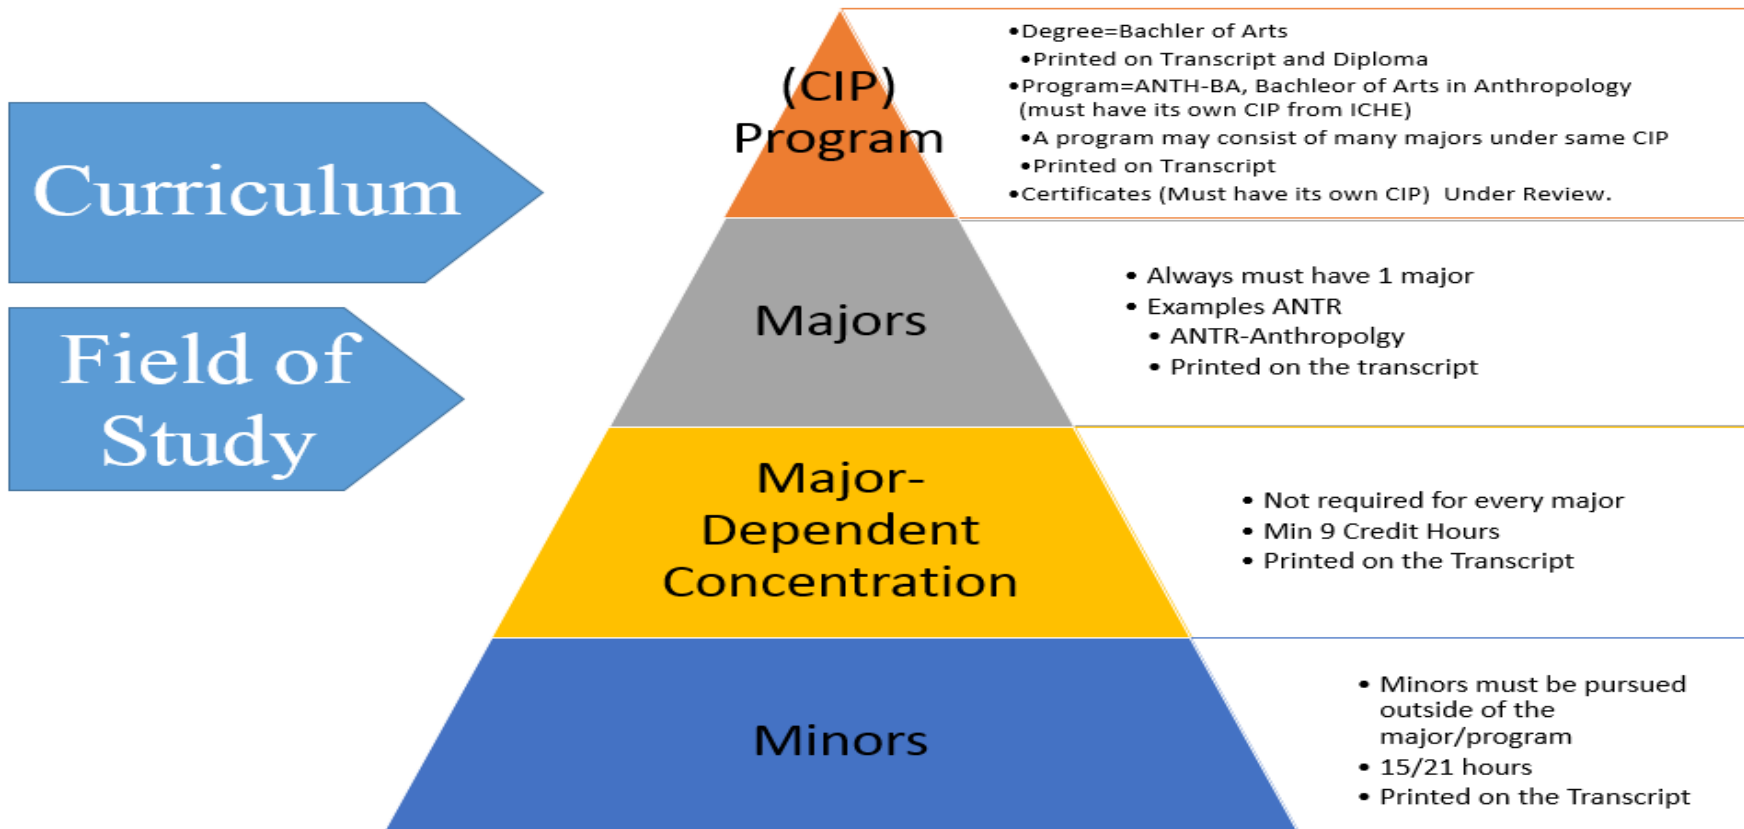 Curriculum
Field of
Study
(CIP)
Program
•Degree=Bachler of Arts
•Printed on Transcript and Diploma
•Program=ANTH-BA, Bachleor of Arts in Anthropology
(must have its own CIP from ICHE)
•A program may consist of many majors under same CIP
•Printed on Transcript
•Certificates (Must have its own CIP)  Under Review.
Majors
• Always must have 1 major
• Examples ANTR
• ANTR-Anthropolgy
• Printed on the transcript
Major-
Dependent
Concentration
• Not required for every major
• Min 9 Credit Hours
• Printed on the Transcript
Minors
• Minors must be pursued
outside of the
major/program
• 15/21 hours
• Printed on the Transcript